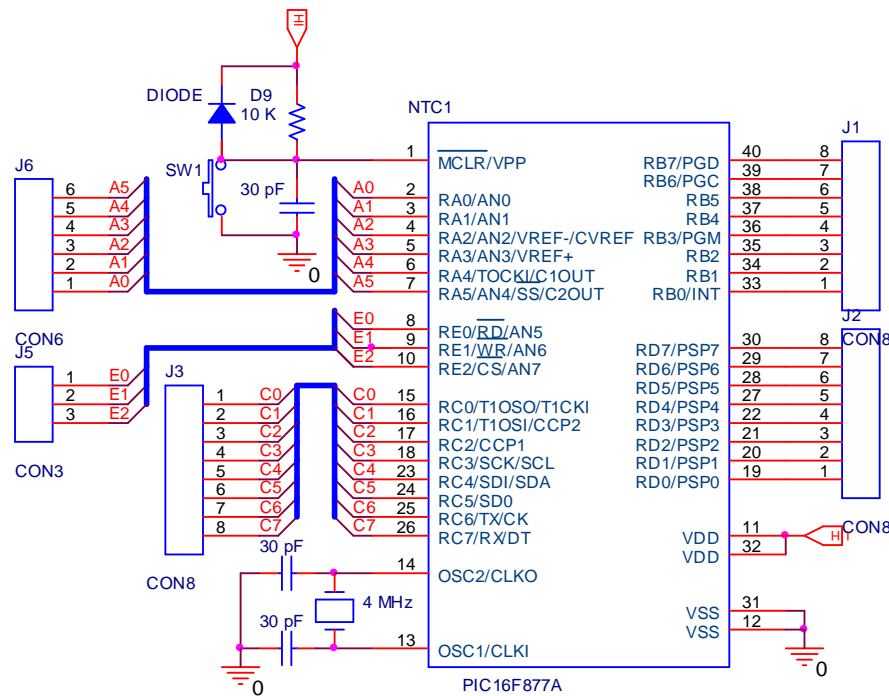 HI
DIODE
D9
10 K
SW1
30 pF
0
NTC1
J6
6 A5
5 A4
4 A3
3 A2
2 A1
1 A0
CON6
J5
1 E0
2 E1
3 E2
CON3
J3
1 C0
2 C1
3 C2
4 C3
5 C4
6 C5
7 C6
8 C7
CON8
1 MCLR/VPP
A0 2 RA0/AN0
A1 3 RA1/AN1
A2 4 RA2/AN2/VREF-/CVREF
A3 5 RA3/AN3/VREF+
A4 6 RA4/TOCKI/C1OUT
A5 7 RA5/AN4/SS/C2OUT
E0 8 RE0/RD/AN5
E1 9 RE1/WR/AN6
E2 10 RE2/CS/AN7
C0 15 RC0/T1OSO/T1CKI
C1 16 RC1/T1OSI/CCP2
C2 17 RC2/CCP1
C3 18 RC3/SCK/SCL
C4 23 RC4/SDI/SDA
C5 24 RC5/SD0
C6 25 RC6/TX/CK
C7 26 RC7/RX/DT
30 pF
14 OSC2/CLKO
4 MHz
30 pF
13 OSC1/CLKI
0
J1
RB7/PGD 40 8
RB6/PGC 39 7
RB5 38 6
RB4 37 5
RB3/PGM 36 4
RB2 35 3
RB1 34 2
RB0/INT 33 1
CON8
J2
RD7/PSP7 30 8
RD6/PSP6 29 7
RD5/PSP5 28 6
RD4/PSP4 27 5
RD3/PSP3 22 4
RD2/PSP2 21 3
RD1/PSP1 20 2
RD0/PSP0 19 1
CON8
VDD 11
VDD 32
HI
VSS 31
VSS 12
0
PIC16F877A